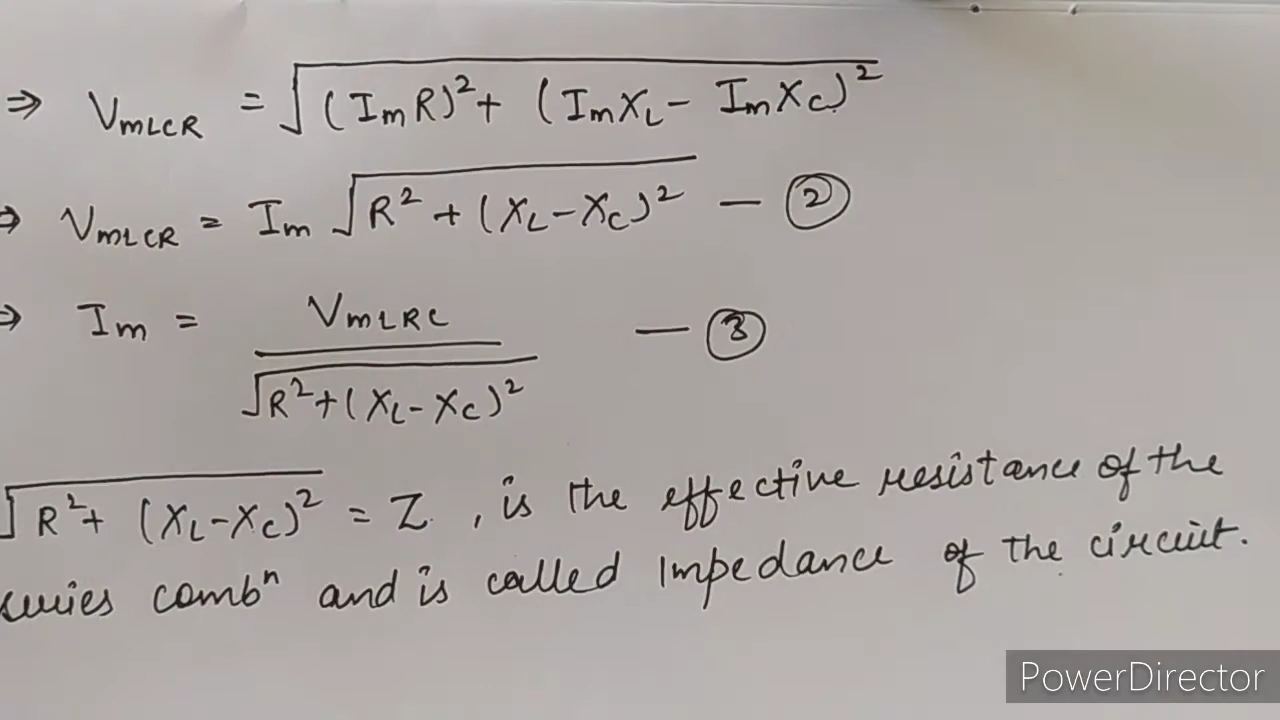 ⇒ VmLCR = √((ImR)² + (ImXL - ImXC)²)
⇒ VmLCR = Im √(R² + (XL - XC)²) — ②
⇒ Im = VmLRC / √(R² + (XL - XC)²) — ③
√(R² + (XL - XC)²) = Z, is the effective resistance of the
series combⁿ and is called Impedance of the circuit.
PowerDirector